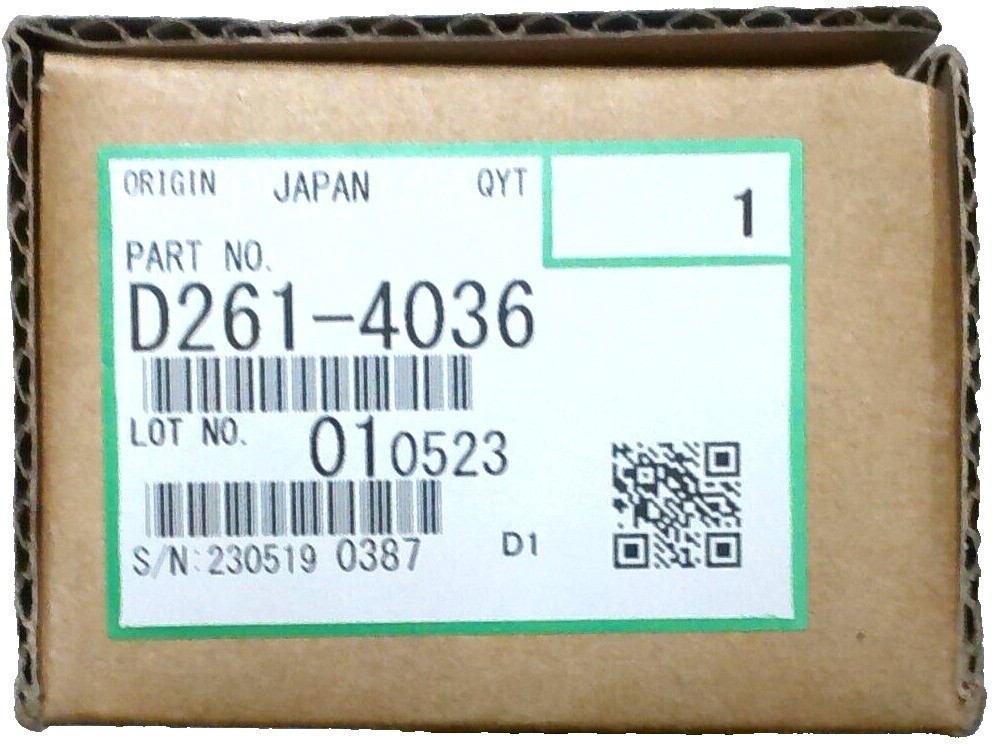 ORIGIN JAPAN QYT 1
PART NO.
D261-4036
LOT NO. 010523
S/N:230519 0387 D1